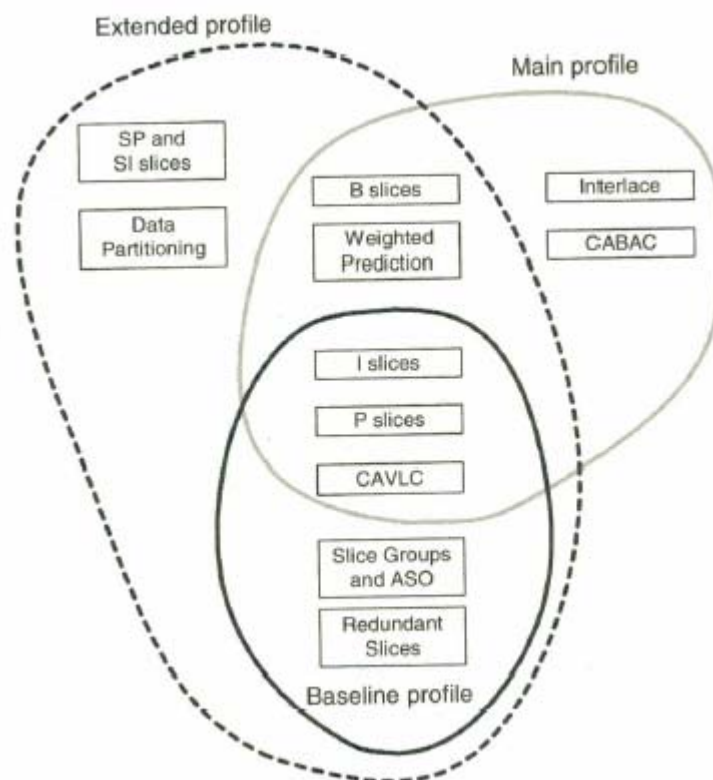 Extended profile
Main profile
SP and
SI slices
B slices
Interlace
Data
Partitioning
Weighted
Prediction
CABAC
I slices
P slices
CAVLC
Slice Groups
and ASO
Redundant
Slices
Baseline profile